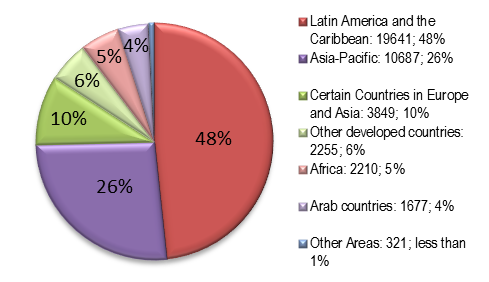 48%
26%
10%
6%
5%
4%
Latin America and the
Caribbean: 19641; 48%
Asia-Pacific: 10687; 26%
Certain Countries in Europe
and Asia: 3849; 10%
Other developed countries:
2255; 6%
Africa: 2210; 5%
Arab countries: 1677; 4%
Other Areas: 321; less than
1%